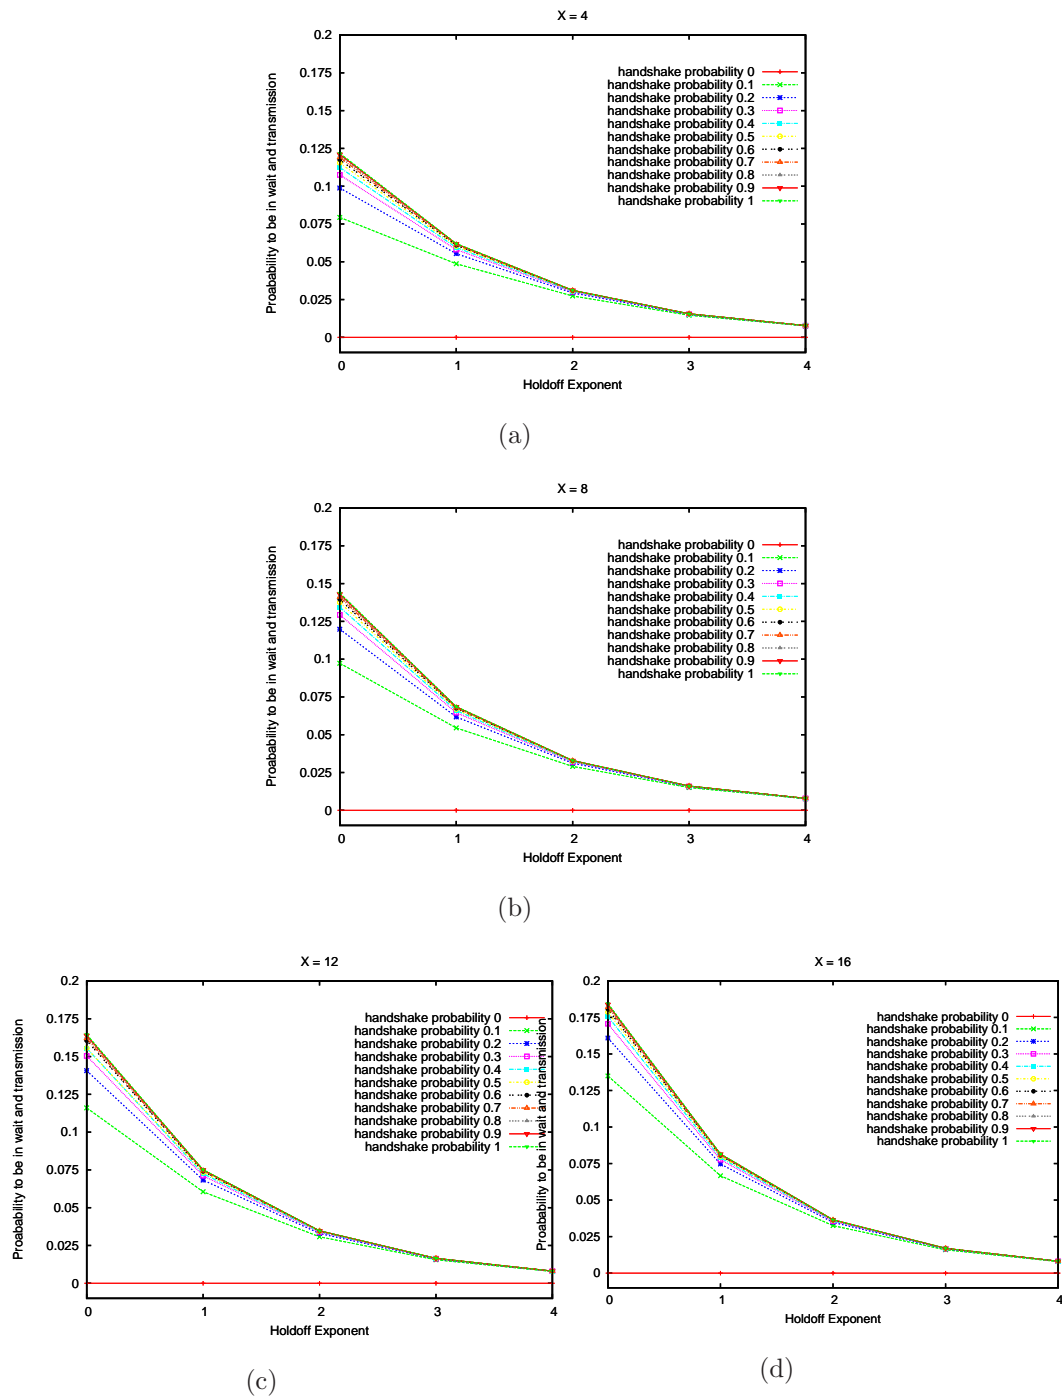 X = 4
0.2
0.175
0.15
0.125
0.1
0.075
0.05
0.025
0
Proabability to be in wait and transmission
handshake probability 0
handshake probability 0.1
handshake probability 0.2
handshake probability 0.3
handshake probability 0.4
handshake probability 0.5
handshake probability 0.6
handshake probability 0.7
handshake probability 0.8
handshake probability 0.9
handshake probability 1
0 1 2 3 4
Holdoff Exponent
(a)
X = 8
0.2
0.175
0.15
0.125
0.1
0.075
0.05
0.025
0
Proabability to be in wait and transmission
handshake probability 0
handshake probability 0.1
handshake probability 0.2
handshake probability 0.3
handshake probability 0.4
handshake probability 0.5
handshake probability 0.6
handshake probability 0.7
handshake probability 0.8
handshake probability 0.9
handshake probability 1
0 1 2 3 4
Holdoff Exponent
(b)
X = 12
0.2
0.175
0.15
0.125
0.1
0.075
0.05
0.025
0
Proabability to be in wait and transmission
handshake probability 0
handshake probability 0.1
handshake probability 0.2
handshake probability 0.3
handshake probability 0.4
handshake probability 0.5
handshake probability 0.6
handshake probability 0.7
handshake probability 0.8
handshake probability 0.9
handshake probability 1
0 1 2 3 4
Holdoff Exponent
(c)
X = 16
0.2
0.175
0.15
0.125
0.1
0.075
0.05
0.025
0
Proabability to be in wait and transmission
handshake probability 0
handshake probability 0.1
handshake probability 0.2
handshake probability 0.3
handshake probability 0.4
handshake probability 0.5
handshake probability 0.6
handshake probability 0.7
handshake probability 0.8
handshake probability 0.9
handshake probability 1
0 1 2 3 4
Holdoff Exponent
(d)